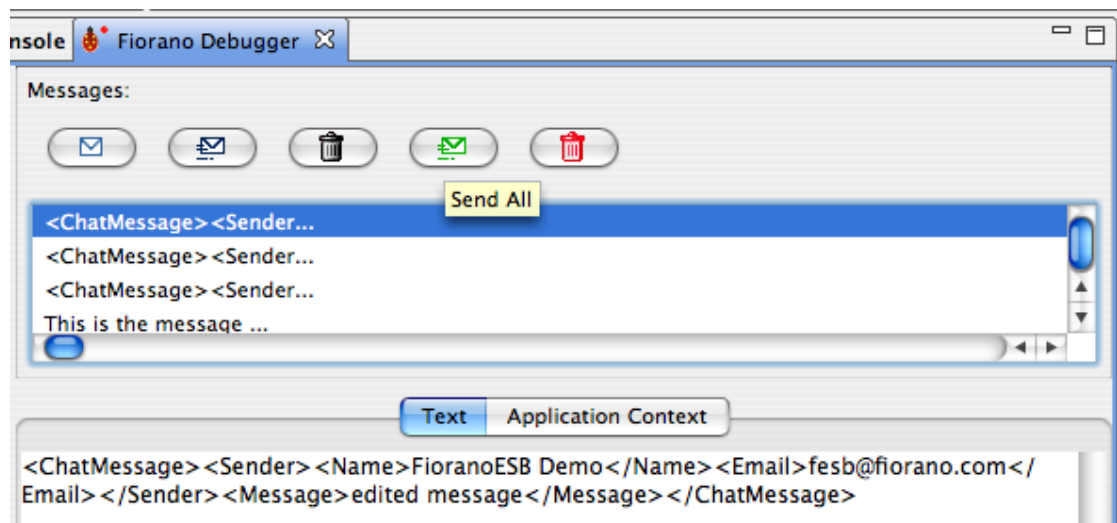 nsole Fiorano Debugger
Messages:
Send All
<ChatMessage><Sender...
<ChatMessage><Sender...
<ChatMessage><Sender...
This is the message ...
Text Application Context
<ChatMessage><Sender><Name>FioranoESB Demo</Name><Email>fesb@fiorano.com</
Email></Sender><Message>edited message</Message></ChatMessage>